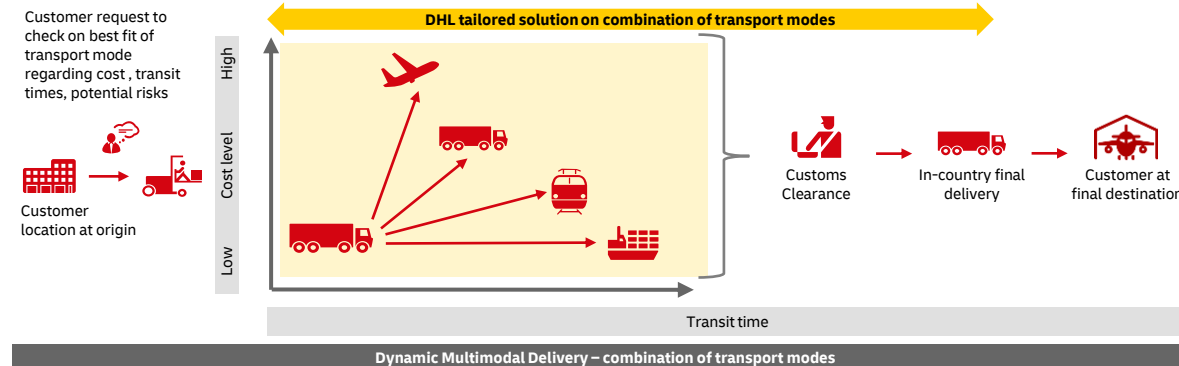 Customer request to
check on best fit of
transport mode
regarding cost , transit
times, potential risks
Customer
location at origin
DHL tailored solution on combination of transport modes
High
Cost level
Low
Customs
Clearance
In-country final
delivery
Customer at
final destination
Transit time
Dynamic Multimodal Delivery – combination of transport modes